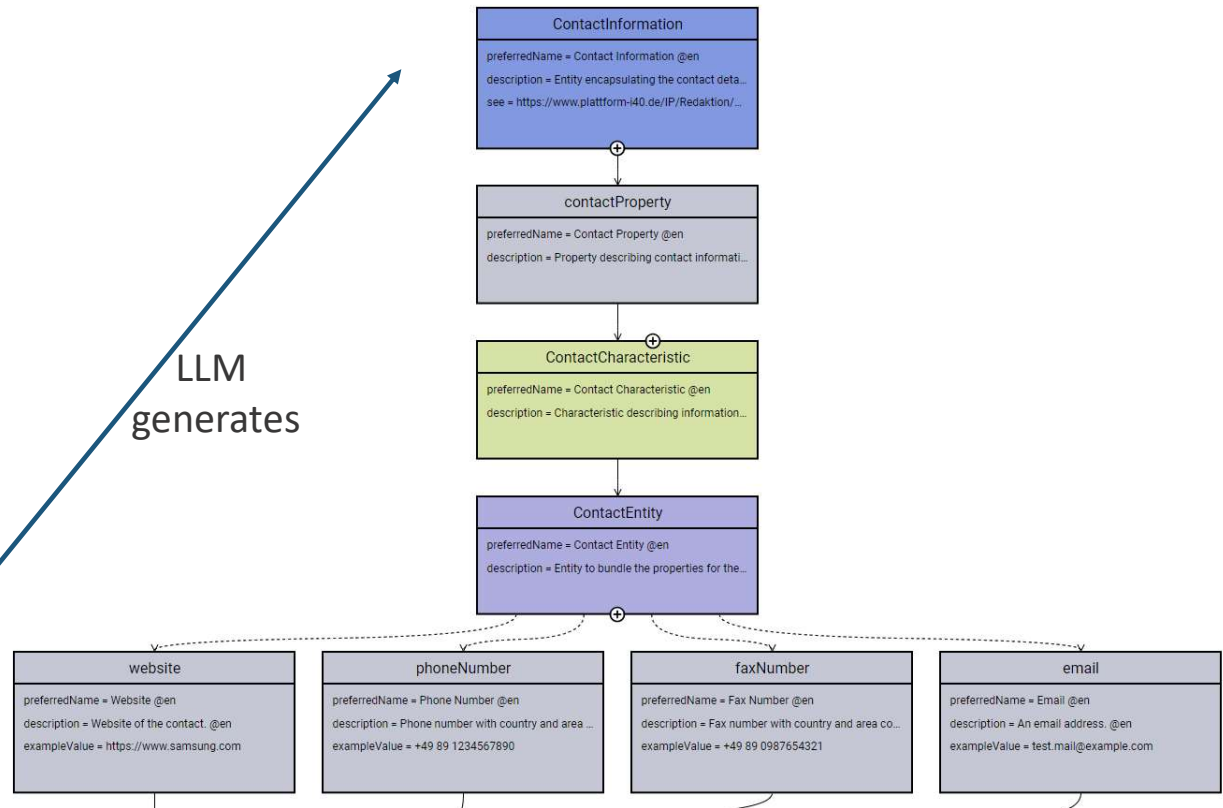 ContactInformation
preferredName = Contact Information @en
description = Entity encapsulating the contact deta...
see = https://www.plattform-i40.de/IP/Redaktion/...
contactProperty
preferredName = Contact Property @en
description = Property describing contact informati...
ContactCharacteristic
preferredName = Contact Characteristic @en
description = Characteristic describing information...
LLM
generates
ContactEntity
preferredName = Contact Entity @en
description = Entity to bundle the properties for the...
website
preferredName = Website @en
description = Website of the contact. @en
exampleValue = https://www.samsung.com
phoneNumber
preferredName = Phone Number @en
description = Phone number with country and area ...
exampleValue = +49 89 1234567890
faxNumber
preferredName = Fax Number @en
description = Fax number with country and area co...
exampleValue = +49 89 0987654321
email
preferredName = Email @en
description = An email address. @en
exampleValue = test.mail@example.com